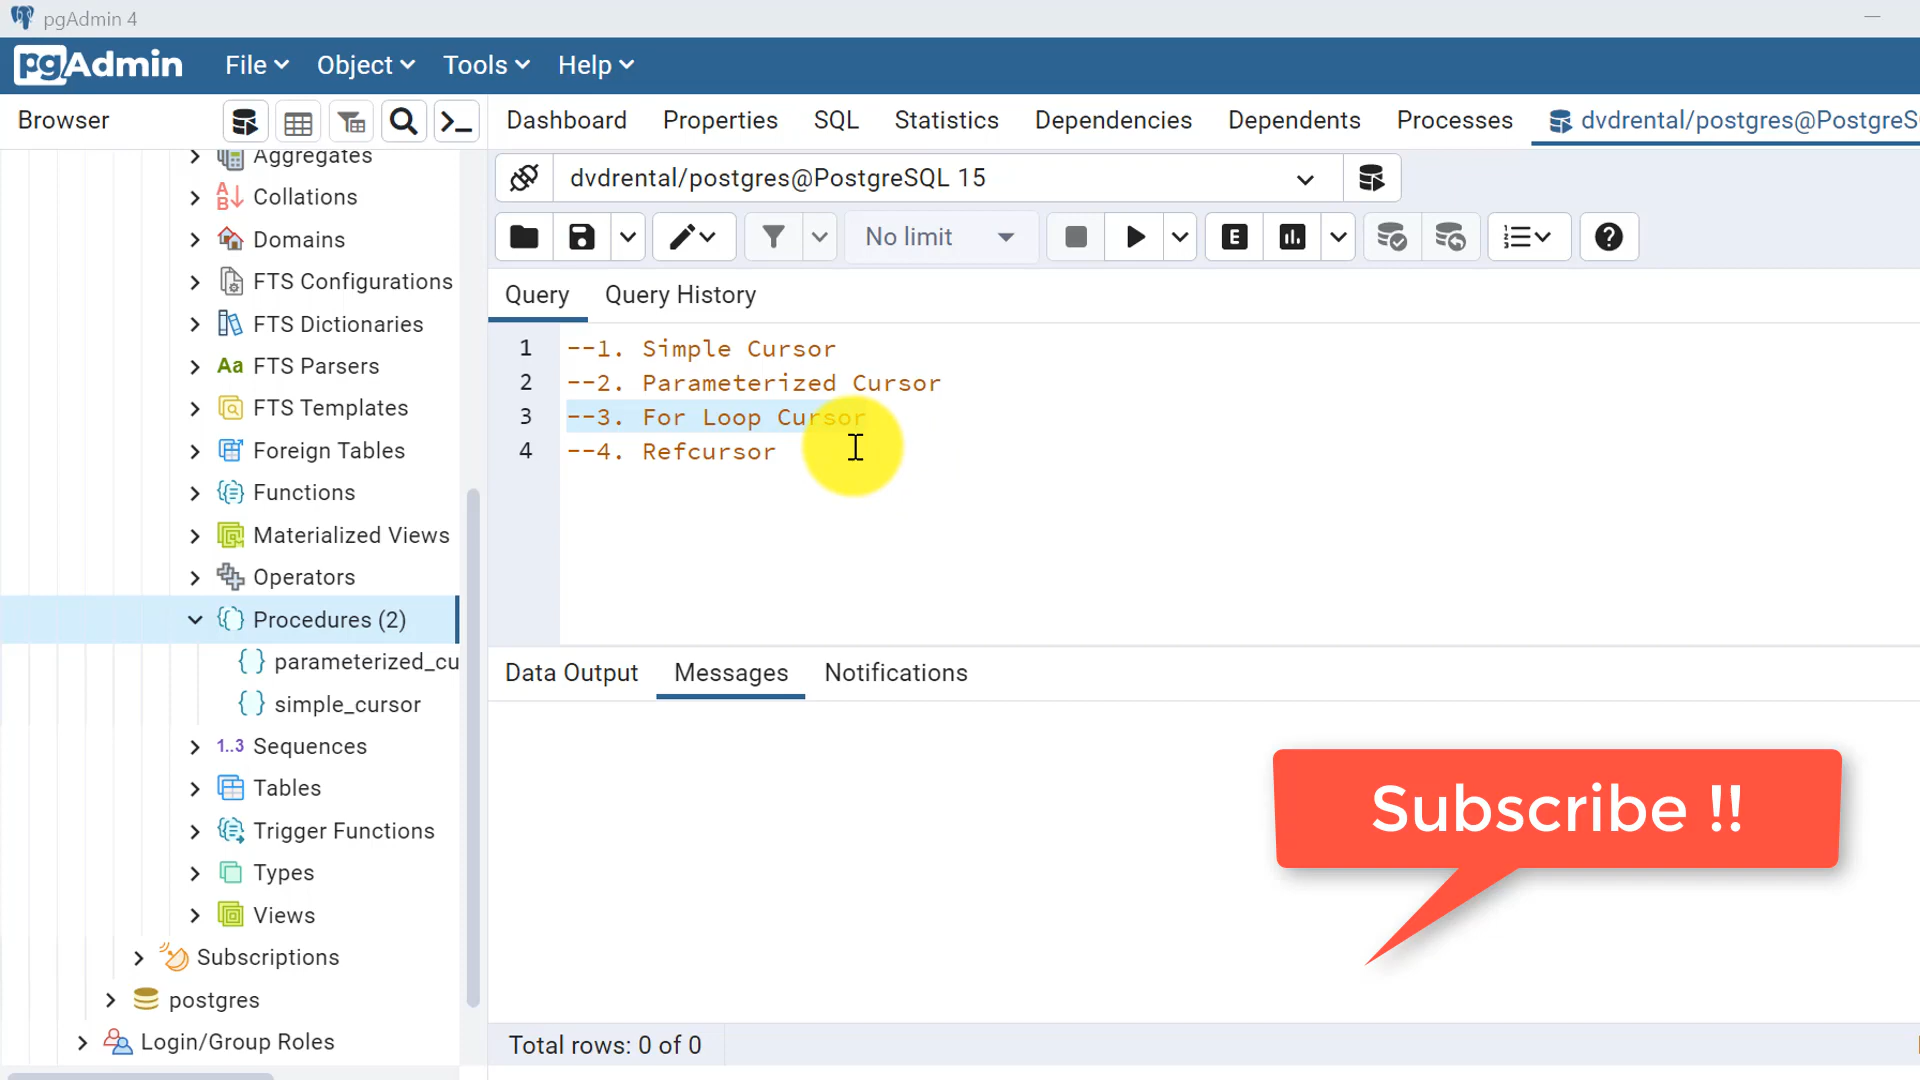 pgAdmin 4
pgAdmin File Object Tools Help
Browser
Dashboard Properties SQL Statistics Dependencies Dependents Processes dvdrental/postgres@PostgreS
dvdrental/postgres@PostgreSQL 15
No limit
E
Query Query History
1 --1. Simple Cursor
2 --2. Parameterized Cursor
3 --3. For Loop Cursor
4 --4. Refcursor
Aggregates
Collations
Domains
FTS Configurations
FTS Dictionaries
Aa FTS Parsers
FTS Templates
Foreign Tables
Functions
Materialized Views
Operators
Procedures (2)
parameterized_cu
simple_cursor
1..3 Sequences
Tables
Trigger Functions
Types
Views
Subscriptions
postgres
Login/Group Roles
Data Output Messages Notifications
Subscribe !!
Total rows: 0 of 0